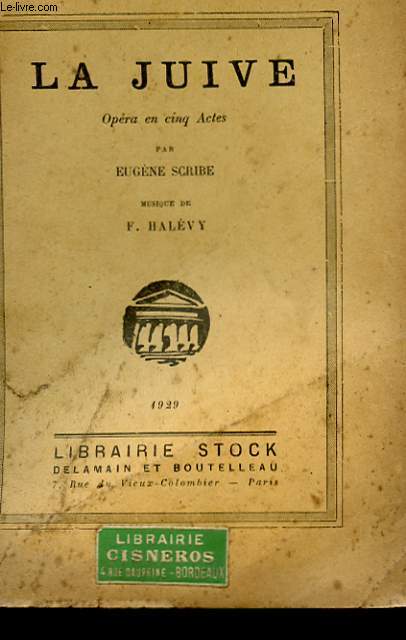 Le-livre.com
LA JUIVE
Opéra en cinq Actes
PAR
EUGÈNE SCRIBE
MUSIQUE DE
F. HALÉVY
1929
LIBRAIRIE STOCK
DELAMAIN ET BOUTELLEAU
7, Rue du Vieux-Colombier — Paris
LIBRAIRIE
CISNEROS
4 RUE DAUPHINE - BORDEAUX